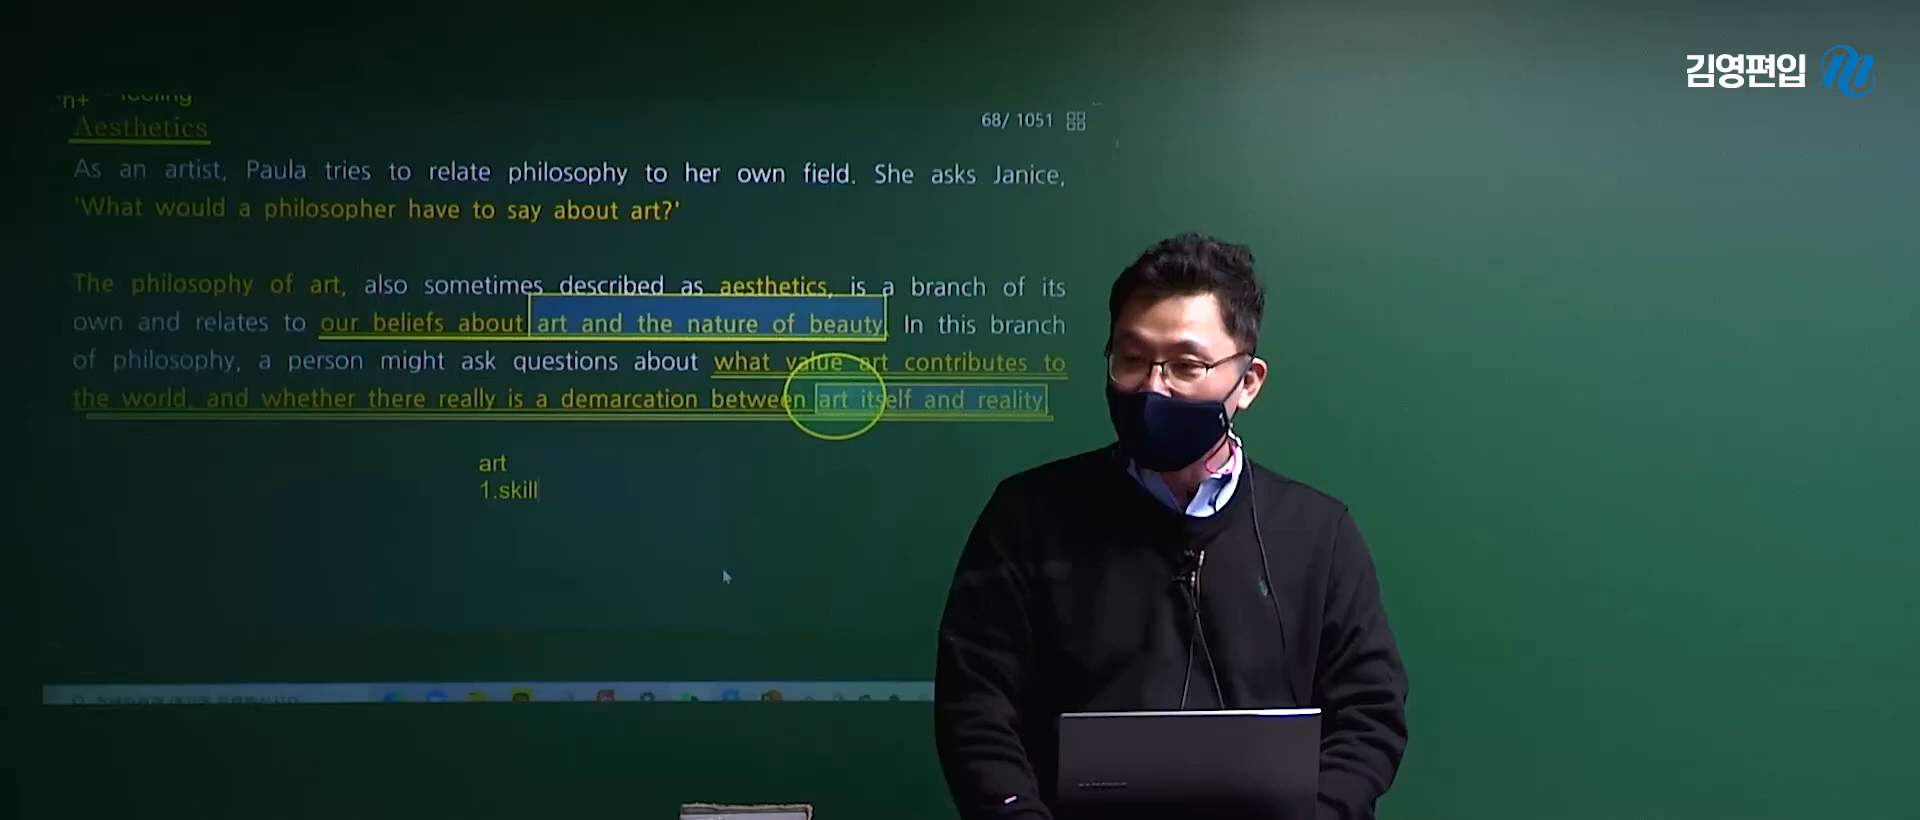 김영편입
n+ - feeling
Aesthetics
68/ 1051
As an artist, Paula tries to relate philosophy to her own field. She asks Janice,
'What would a philosopher have to say about art?'
The philosophy of art, also sometimes described as aesthetics, is a branch of its
own and relates to our beliefs about art and the nature of beauty. In this branch
of philosophy, a person might ask questions about what value art contributes to
the world, and whether there really is a demarcation between art itself and reality.
art
1.skill
SAMSUNG